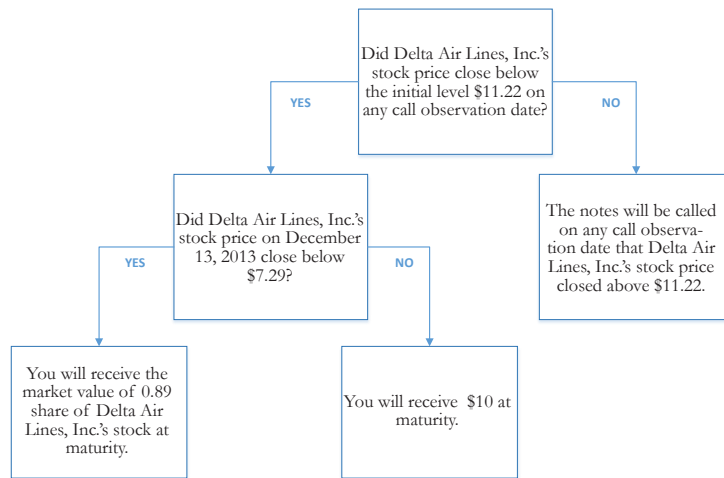 Did Delta Air Lines, Inc.'s
stock price close below
the initial level $11.22 on
any call observation date?
YES
NO
Did Delta Air Lines, Inc.'s
stock price on December
13, 2013 close below
$7.29?
The notes will be called
on any call observa-
tion date that Delta Air
Lines, Inc.'s stock price
closed above $11.22.
YES
NO
You will receive the
market value of 0.89
share of Delta Air
Lines, Inc.'s stock at
maturity.
You will receive $10 at
maturity.